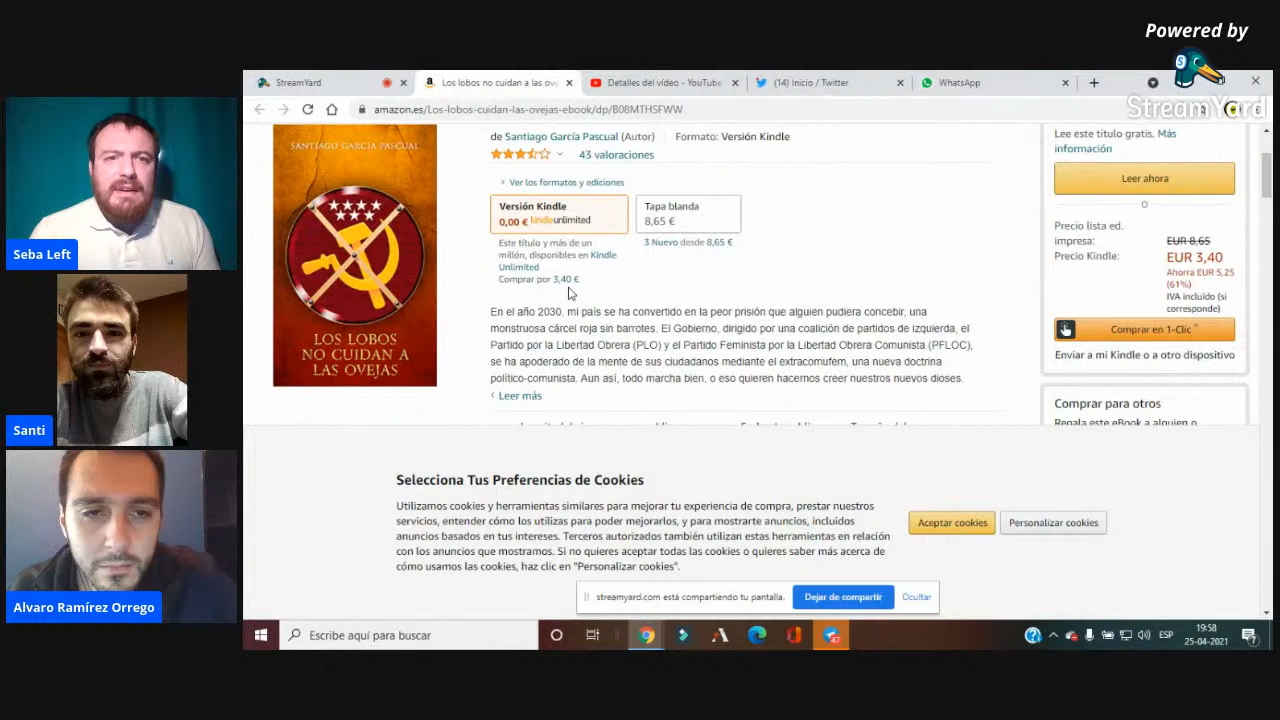 Powered by
StreamYard
Seba Left
Santi
Alvaro Ramírez Orrego
StreamYard
Los lobos no cuidan a las ove
Detalles del vídeo - YouTube
(14) Inicio / Twitter
WhatsApp
amazon.es/Los-lobos-cuidan-las-ovejas-ebook/dp/B08MTHSFWW
SANTIAGO GARCÍA PASCUAL
LOS LOBOS
NO CUIDAN A
LAS OVEJAS
de Santiago García Pascual (Autor) Formato: Versión Kindle
43 valoraciones
Ver los formatos y ediciones
Versión Kindle
0,00 € kindleunlimited
Tapa blanda
8,65 €
Este título y más de un
millón, disponibles en Kindle
Unlimited
Comprar por 3,40 €
3 Nuevo desde 8,65 €
En el año 2030, mi país se ha convertido en la peor prisión que alguien pudiera concebir, una
monstruosa cárcel roja sin barrotes. El Gobierno, dirigido por una coalición de partidos de izquierda, el
Partido por la Libertad Obrera (PLO) y el Partido Feminista por la Libertad Obrera Comunista (PFLOC),
se ha apoderado de la mente de sus ciudadanos mediante el extracomufem, una nueva doctrina
político-comunista. Aun así, todo marcha bien, o eso quieren hacernos creer nuestros nuevos dioses.
Leer más
Lee este título gratis. Más
información
Leer ahora
O
Precio lista ed.
impresa: EUR 8,65
Precio Kindle: EUR 3,40
Ahorra EUR 5,25
(61%)
IVA incluido (si
corresponde)
Comprar en 1-Clic
Enviar a mi Kindle o a otro dispositivo
Comprar para otros
Regala este eBook a alguien o
Selecciona Tus Preferencias de Cookies
Utilizamos cookies y herramientas similares para mejorar tu experiencia de compra, prestar nuestros
servicios, entender cómo los utilizas para poder mejorarlos, y para mostrarte anuncios, incluidos
anuncios basados en tus intereses. Terceros autorizados también utilizan estas herramientas en relación
con los anuncios que mostramos. Si no quieres aceptar todas las cookies o quieres saber más acerca de
cómo usamos las cookies, haz clic en "Personalizar cookies".
Aceptar cookies
Personalizar cookies
streamyard.com está compartiendo tu pantalla.
Dejar de compartir
Ocultar
Escribe aquí para buscar
47
ESP
19:58
25-04-2021
7